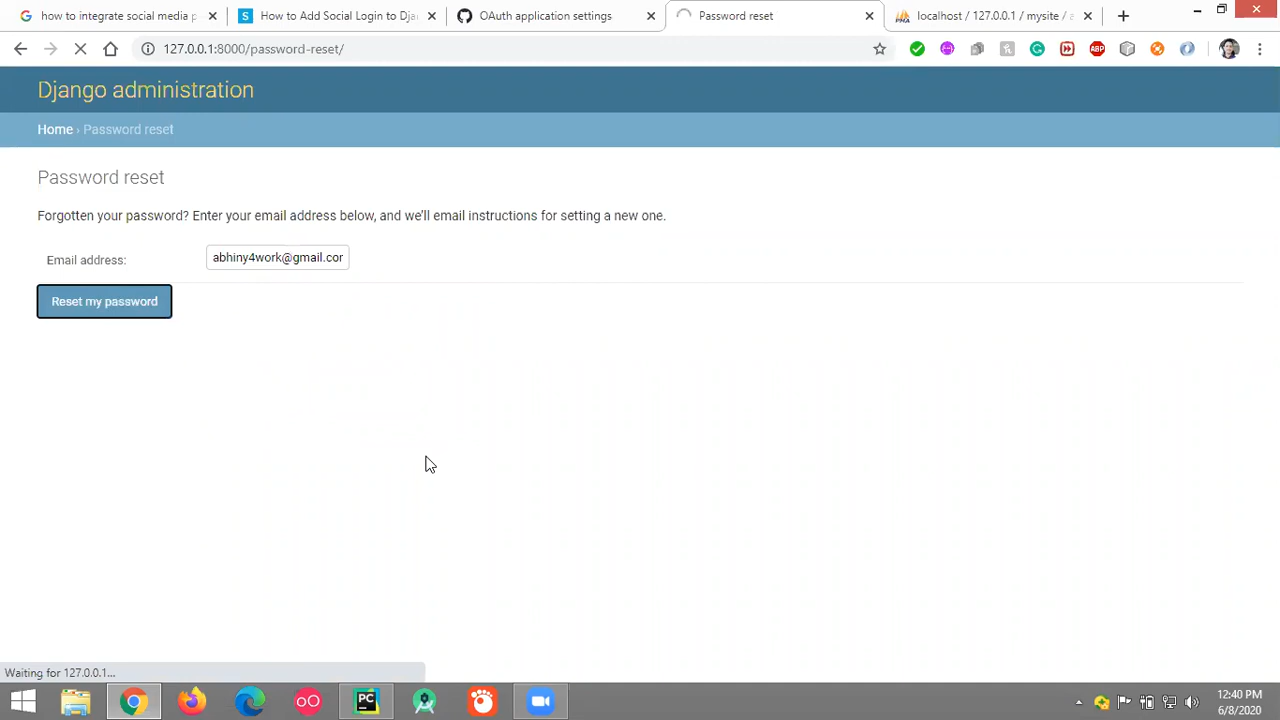 how to integrate social media p
How to Add Social Login to Dja
OAuth application settings
Password reset
localhost / 127.0.0.1 / mysite / a
127.0.0.1:8000/password-reset/
ABP
Django administration
Home › Password reset
Password reset
Forgotten your password? Enter your email address below, and we'll email instructions for setting a new one.
Email address:
abhiny4work@gmail.cor
Reset my password
Waiting for 127.0.0.1...
PC
12:40 PM
6/8/2020